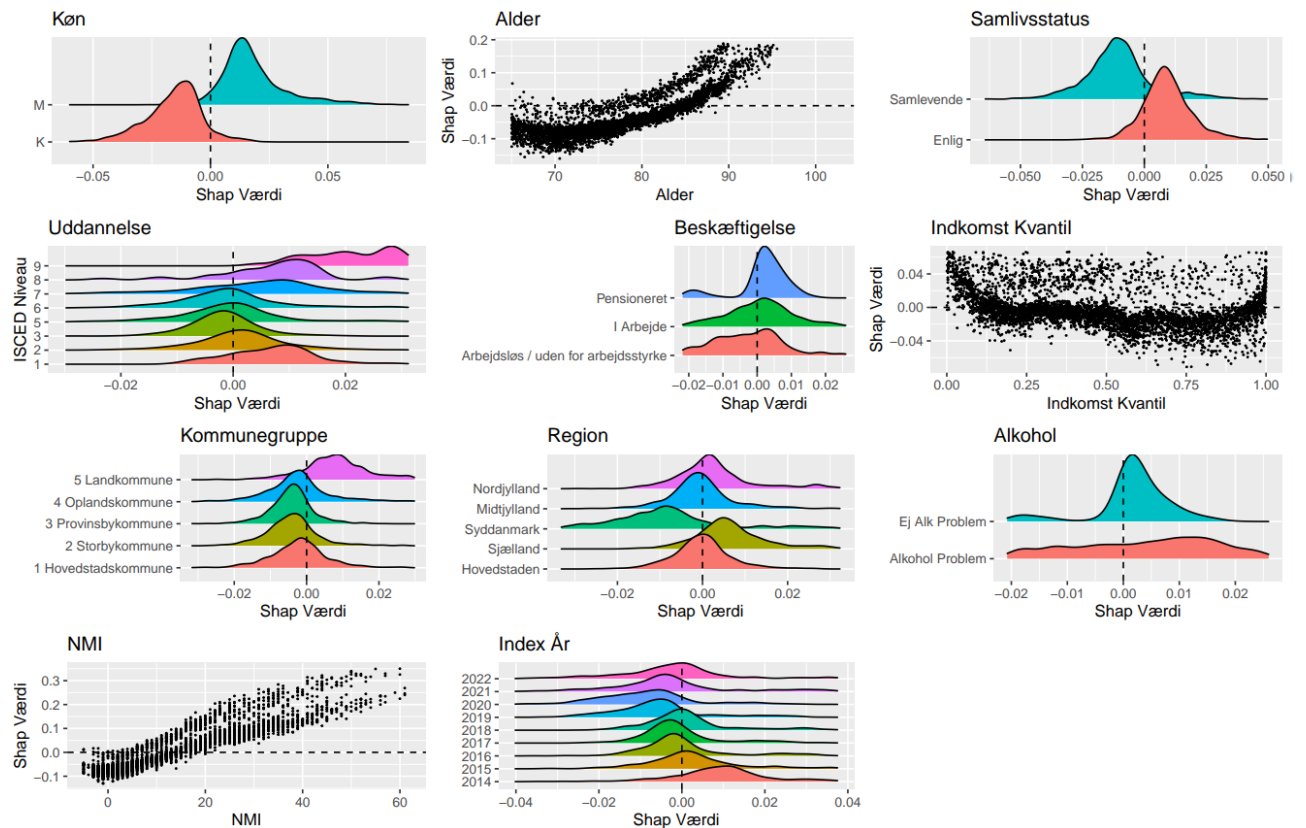 Køn
M
K
−0.05
0.00
0.05
Shap Værdi
Alder
Shap Værdi
0.2
0.1
0.0
−0.1
70
80
90
100
Alder
Samlivsstatus
Samlevende
Enlig
−0.050
−0.025
0.000
0.025
0.050
Shap Værdi
Uddannelse
ISCED Niveau
9
8
7
6
5
3
2
1
−0.02
0.00
0.02
Shap Værdi
Beskæftigelse
Pensioneret
I Arbejde
Arbejdsløs / uden for arbejdsstyrke
−0.02
−0.01
0.00
0.01
0.02
Shap Værdi
Indkomst Kvantil
Shap Værdi
0.04
0.00
−0.04
0.00
0.25
0.50
0.75
1.00
Indkomst Kvantil
Kommunegruppe
5 Landkommune
4 Oplandskommune
3 Provinsbykommune
2 Storbykommune
1 Hovedstadskommune
−0.02
0.00
0.02
Shap Værdi
Region
Nordjylland
Midtjylland
Syddanmark
Sjælland
Hovedstaden
−0.02
0.00
0.02
Shap Værdi
Alkohol
Ej Alk Problem
Alkohol Problem
−0.02
−0.01
0.00
0.01
0.02
Shap Værdi
NMI
Shap Værdi
0.3
0.2
0.1
0.0
−0.1
0
20
40
60
NMI
Index År
2022
2021
2020
2019
2018
2017
2016
2015
2014
−0.04
−0.02
0.00
0.02
0.04
Shap Værdi